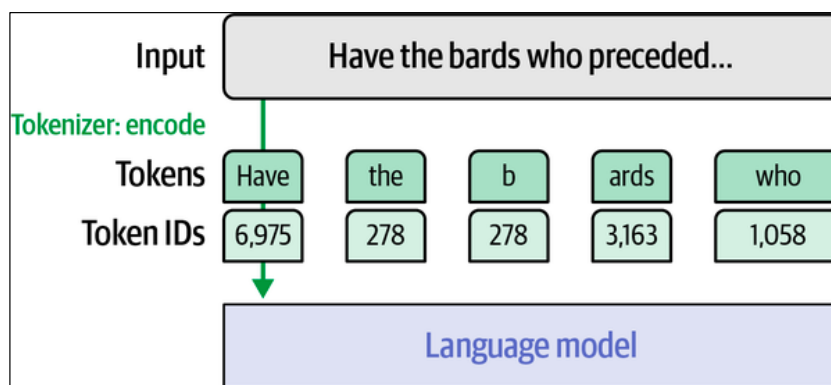 Input Have the bards who preceded...
Tokenizer: encode
Tokens Have the b ards who
Token IDs 6,975 278 278 3,163 1,058
Language model